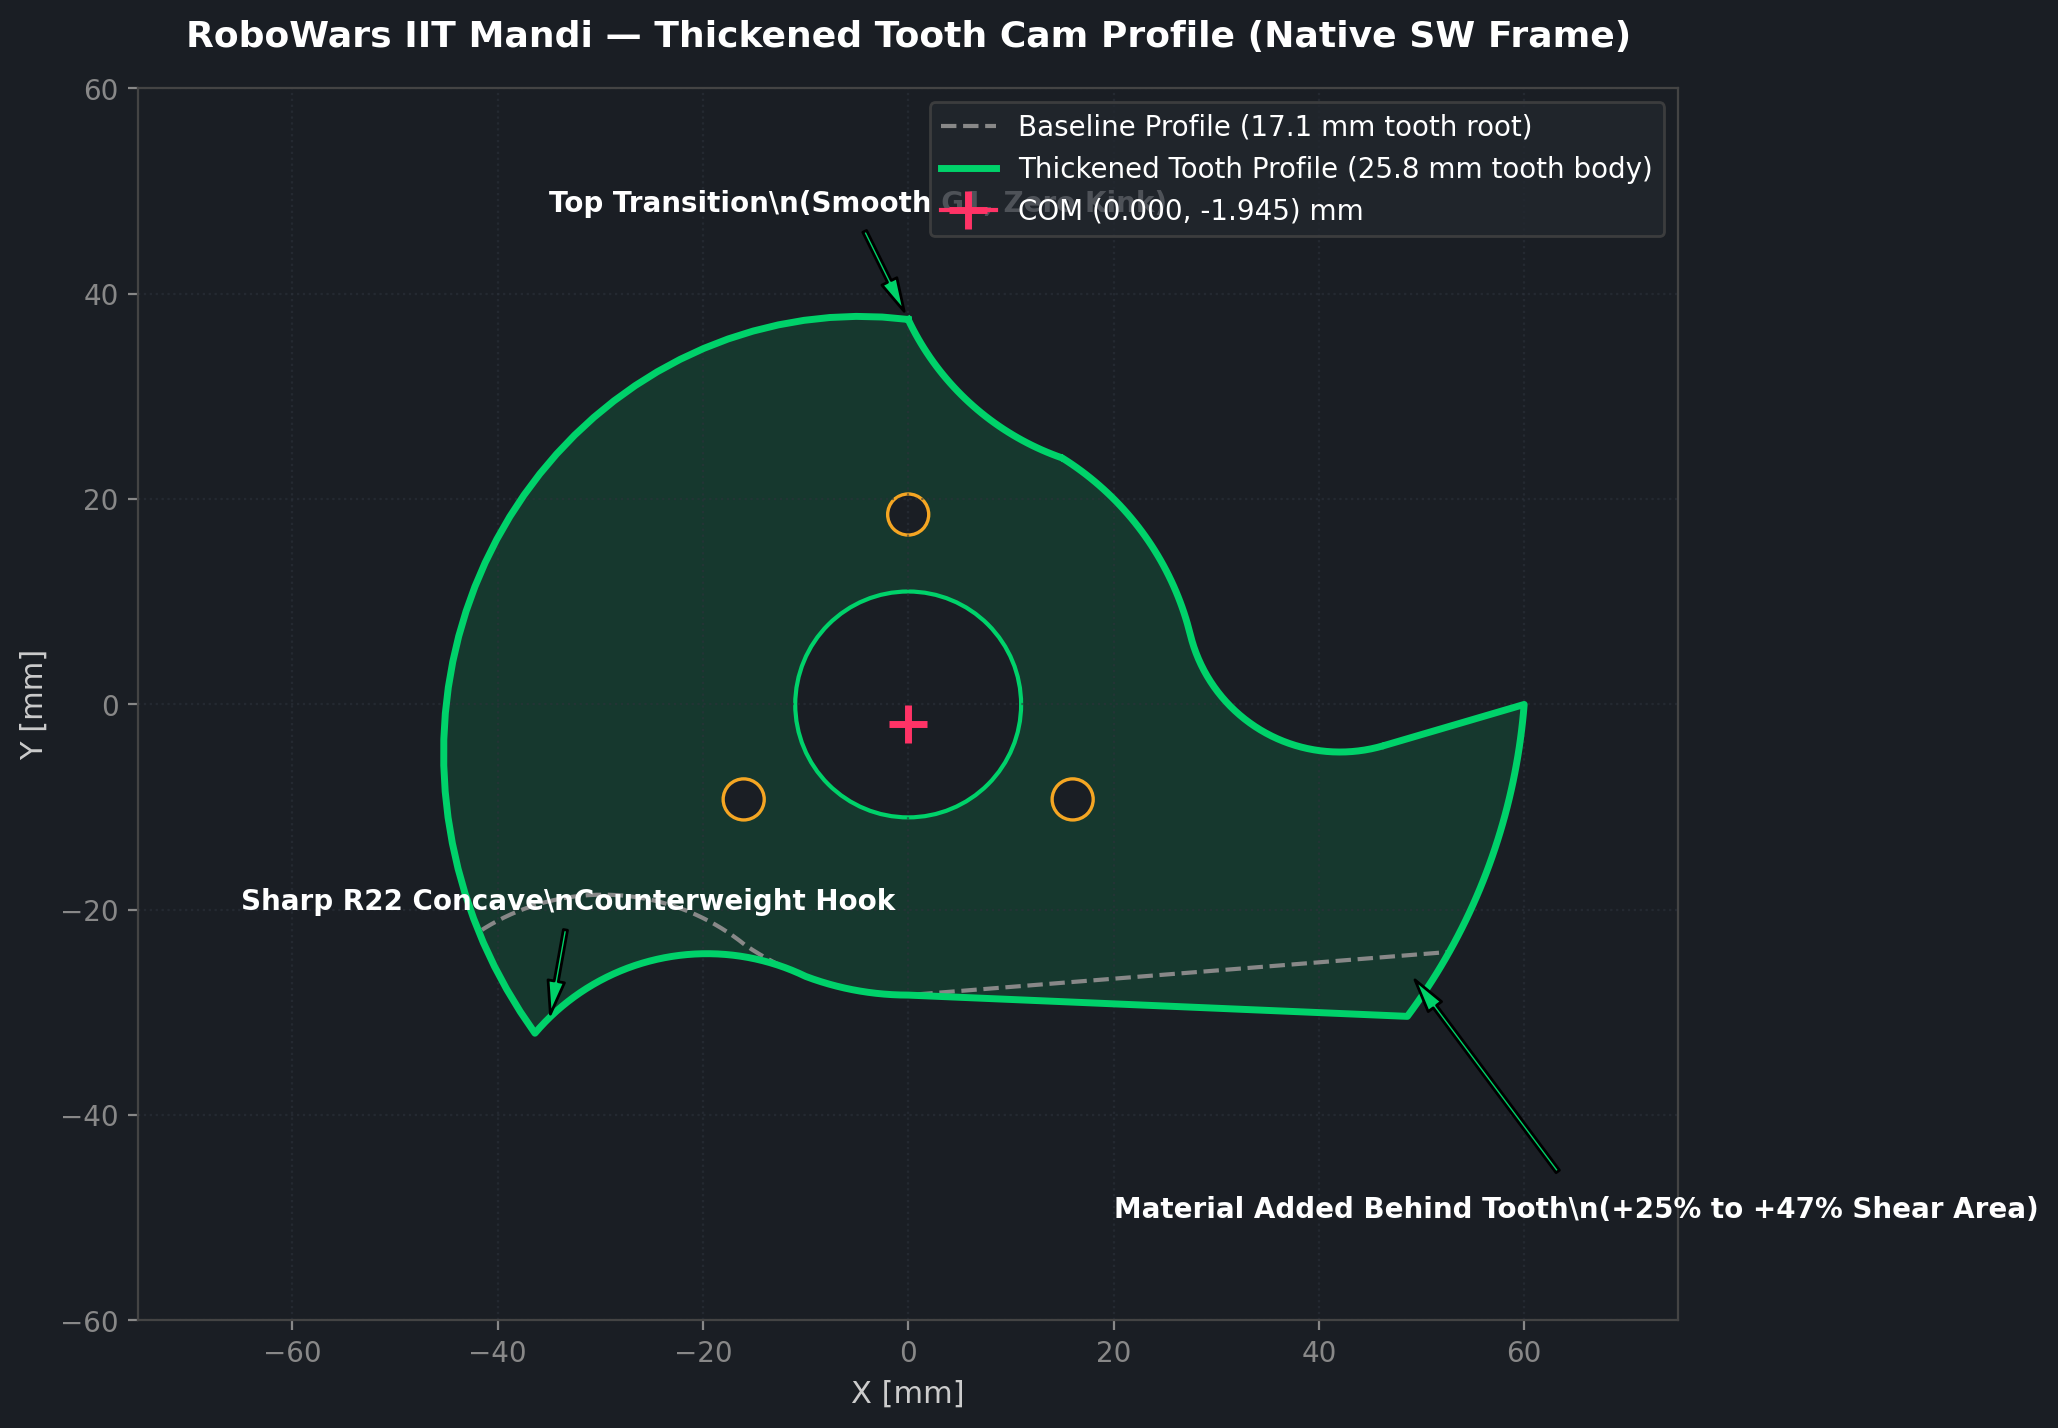 RoboWars IIT Mandi — Thickened Tooth Cam Profile (Native SW Frame)
Baseline Profile (17.1 mm tooth root)
Thickened Tooth Profile (25.8 mm tooth body)
COM (0.000, -1.945) mm
Top Transition\n(Smooth G1, Zero Kink)
Sharp R22 Concave\nCounterweight Hook
Material Added Behind Tooth\n(+25% to +47% Shear Area)
Y [mm]
60
40
20
0
−20
−40
−60
−60
−40
−20
0
20
40
60
X [mm]